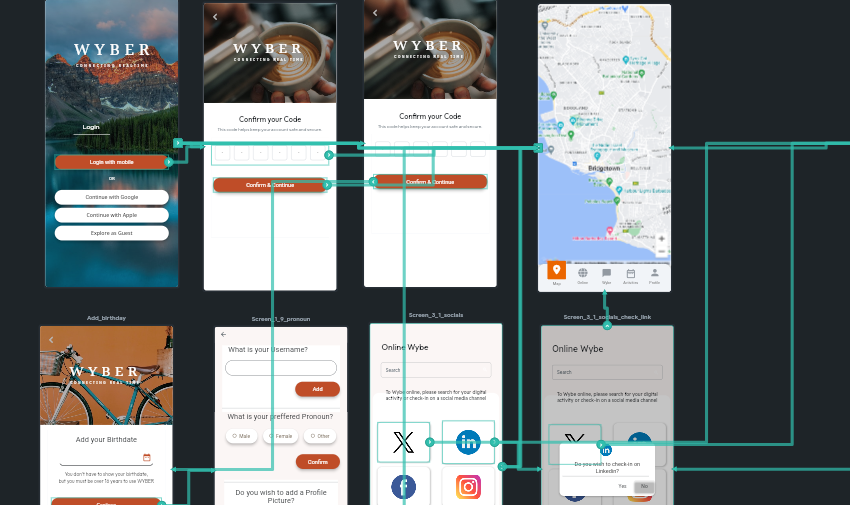 WYBER
CONNECTING REAL TIME
Login
Login with mobile
OR
Continue with Google
Continue with Apple
Explore as Guest
WYBER
CONNECTING REAL TIME
Confirm your Code
This code helps keep your account safe and secure.
Confirm & Continue
WYBER
CONNECTING REAL TIME
Confirm your Code
This code helps keep your account safe and secure.
Confirm & Continue
Bridgetown
Map
Online
Wybe
Activities
Profile
Add_birthday
WYBER
CONNECTING REAL TIME
Add your Birthdate
You don't have to show your birthdate,
but you must be over 16 years to use WYBER
Screen_1_9_pronoun
What is your Username?
Add
What is your preffered Pronoun?
Male
Female
Other
Confirm
Do you wish to add a Profile
Picture?
Screen_3_1_socials
Online Wybe
Search
To Wybe online, please search for your digital
activity or check-in on a social media channel
Screen_3_1_socials_check_link
Online Wybe
Search
To Wybe online, please search for your digital
activity or check-in on a social media channel
Do you wish to check-in on
LinkedIn?
Yes
No